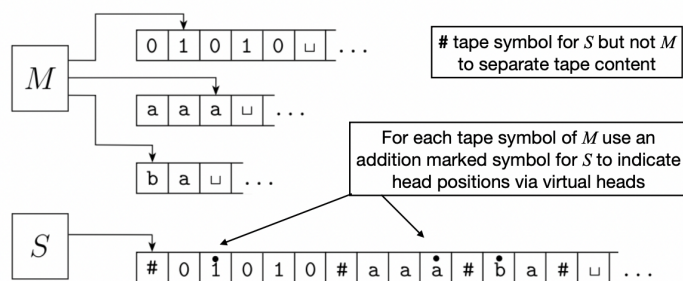 0 1 0 1 0 ⊔ ...
# tape symbol for S but not M
to separate tape content
M
a a a ⊔ ...
For each tape symbol of M use an
addition marked symbol for S to indicate
head positions via virtual heads
b a ⊔ ...
S
# 0 1̇ 0 1 0 # a a ȧ # ḃ a # ⊔ ...